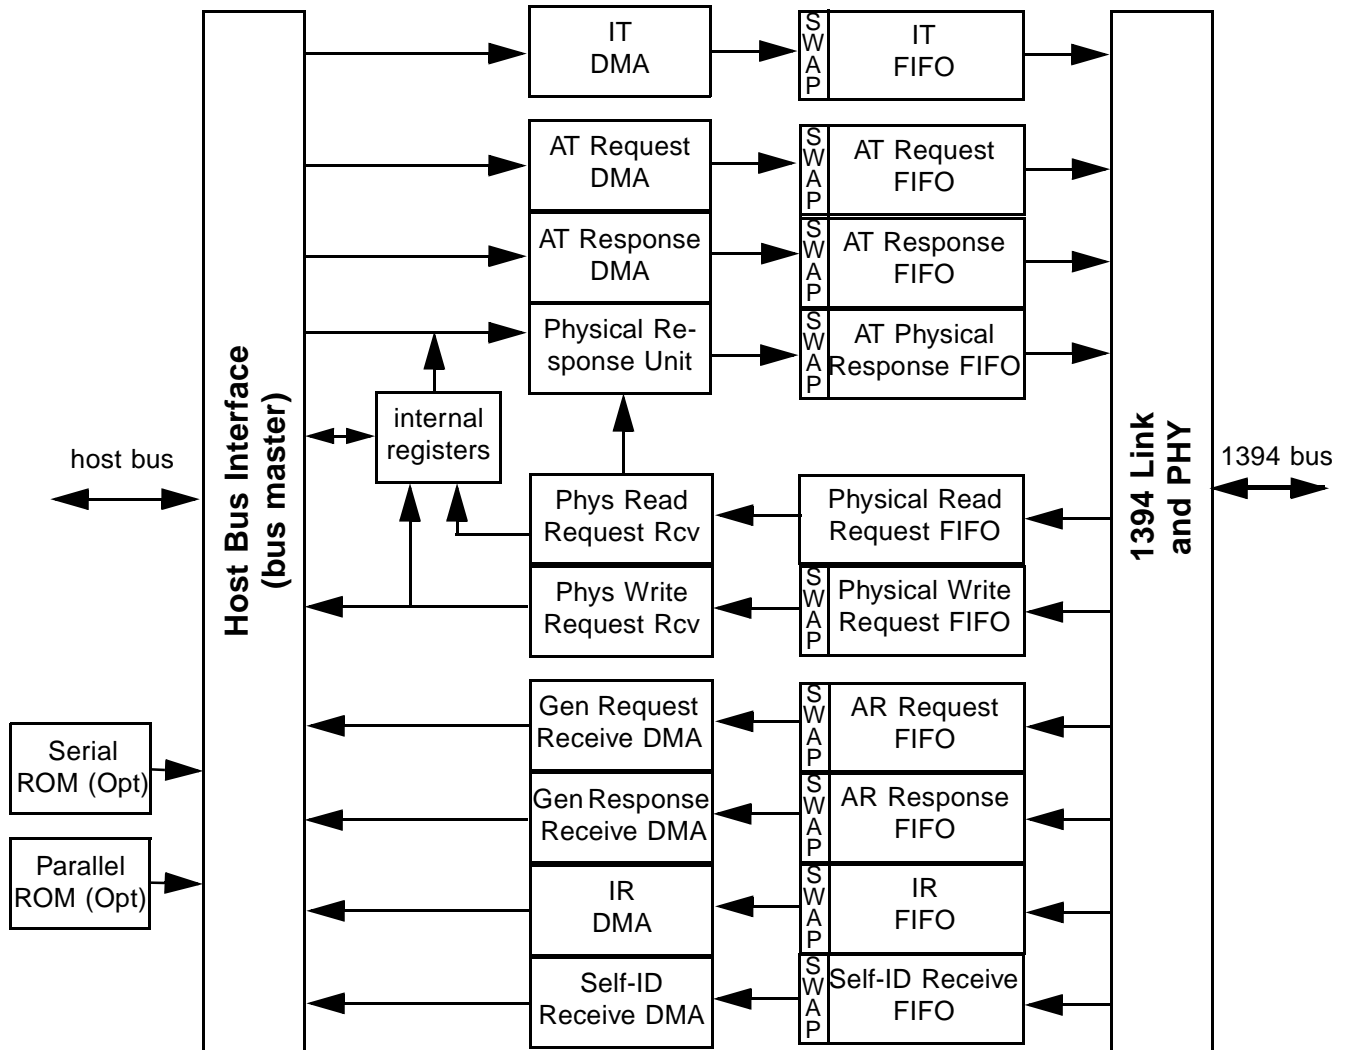 IT
DMA
SWAP
IT
FIFO
AT Request
DMA
SWAP
AT Request
FIFO
AT Response
DMA
SWAP
AT Response
FIFO
Physical Re-
sponse Unit
SWAP
AT Physical
Response FIFO
internal
registers
host bus
Host Bus Interface
(bus master)
1394 Link
and PHY
1394 bus
Phys Read
Request Rcv
Physical Read
Request FIFO
Phys Write
Request Rcv
SWAP
Physical Write
Request FIFO
Gen Request
Receive DMA
SWAP
AR Request
FIFO
Serial
ROM (Opt)
Gen Response
Receive DMA
SWAP
AR Response
FIFO
Parallel
ROM (Opt)
IR
DMA
SWAP
IR
FIFO
Self-ID
Receive DMA
SWAP
Self-ID Receive
FIFO